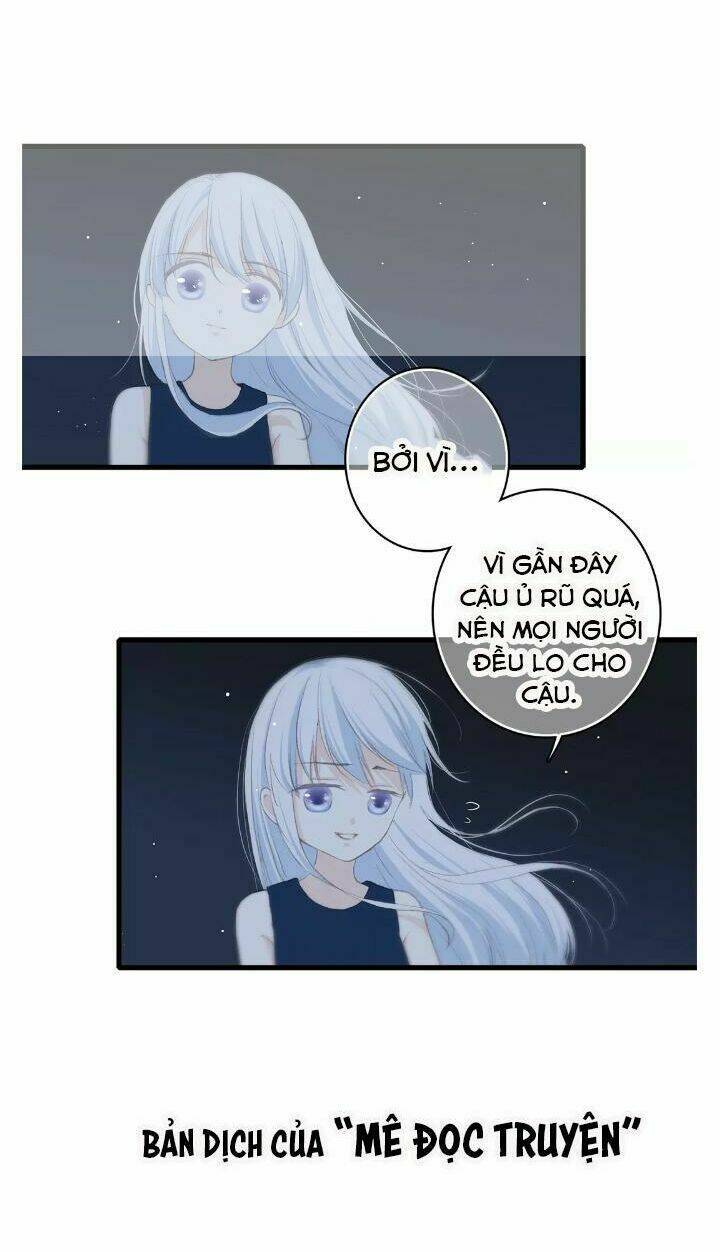 BỞI VÌ...
VÌ GẦN ĐÂY
CẬU Ủ RŨ QUÁ,
NÊN MỌI NGƯỜI
ĐỀU LO CHO
CẬU.
BẢN DỊCH CỦA "MÊ ĐỌC TRUYỆN"